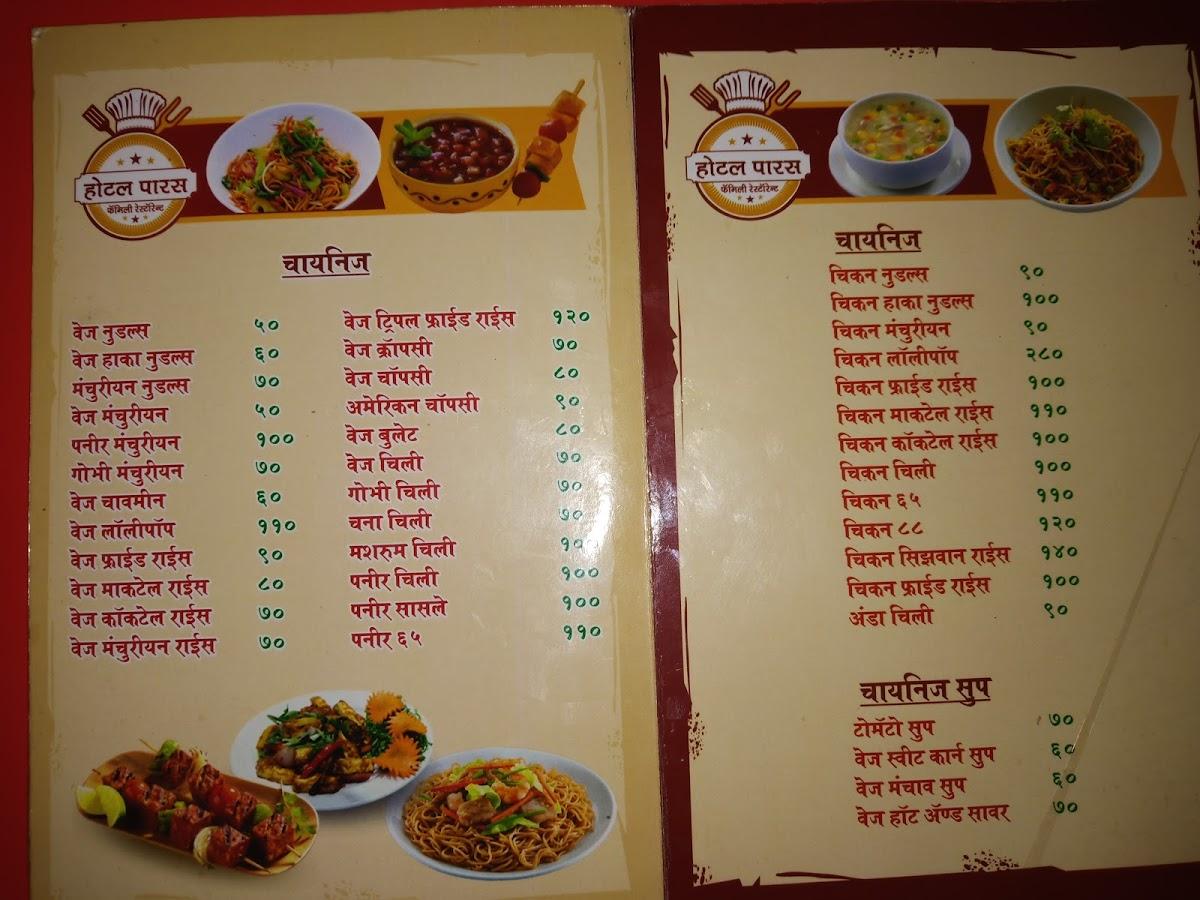 होटल पारस
फॅमिली रेस्टॉरेन्ट
चायनिज
वेज नुडल्स ५०
वेज हाका नुडल्स ६०
मंचुरीयन नुडल्स ७०
वेज मंचुरीयन ५०
पनीर मंचुरीयन १००
गोभी मंचुरीयन ७०
वेज चावमीन ६०
वेज लॉलीपॉप ११०
वेज फ्राईड राईस ९०
वेज माकटेल राईस ८०
वेज कॉकटेल राईस ७०
वेज मंचुरीयन राईस ७०
वेज ट्रिपल फ्राईड राईस १२०
वेज क्रॉपसी ७०
वेज चॉपसी ८०
अमेरिकन चॉपसी ९०
वेज बुलेट ८०
वेज चिली ७०
गोभी चिली ७०
चना चिली ७०
मशरुम चिली १००
पनीर चिली १००
पनीर सासले १००
पनीर ६५ ११०
होटल पारस
फॅमिली रेस्टॉरेन्ट
चायनिज
चिकन नुडल्स ९०
चिकन हाका नुडल्स १००
चिकन मंचुरीयन ९०
चिकन लॉलीपॉप २८०
चिकन फ्राईड राईस १००
चिकन माकटेल राईस ११०
चिकन कॉकटेल राईस १००
चिकन चिली १००
चिकन ६५ ११०
चिकन ८८ १२०
चिकन सिझवान राईस १४०
चिकन फ्राईड राईस १००
अंडा चिली ९०
चायनिज सुप
टोमॅटो सुप ७०
वेज स्वीट कार्न सुप ६०
वेज मंचाव सुप ६०
वेज हॉट ॲण्ड सावर ७०